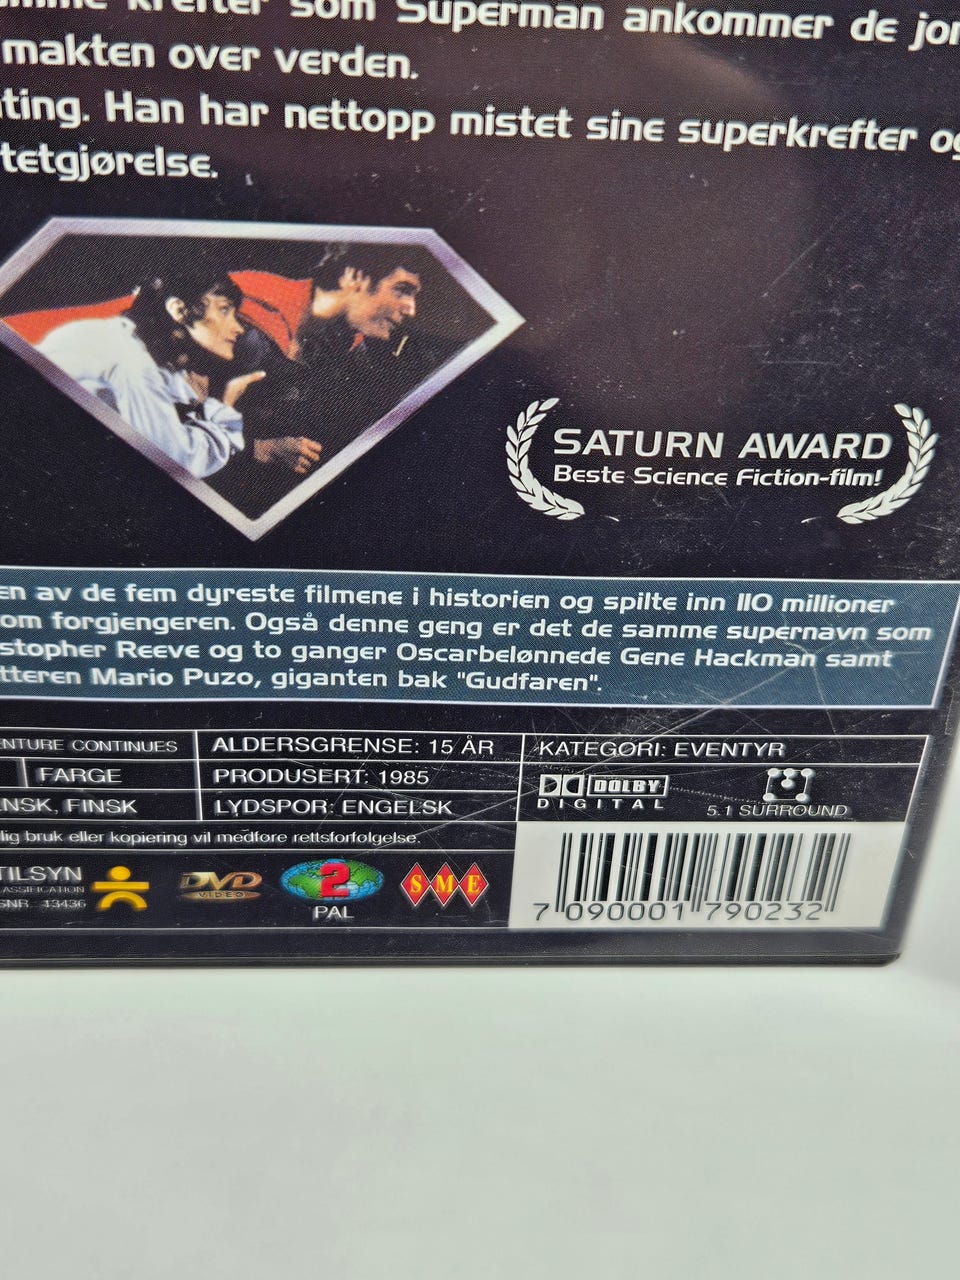 krefter som Superman ankommer de
makten over verden.
Han har nettopp mistet sine superkrefter
tetgjørelse.
SATURN AWARD
Beste Science Fiction-film!
en av de fem dyreste filmene i historien og spilte inn 110 millioner
om forgjengeren. Også denne geng er det de samme supernavn som
stopher Reeve og to ganger Oscarbelønnede Gene Hackman samt
tteren Mario Puzo, giganten bak "Gudfaren".
ENTURE CONTINUES
ALDERSGRENSE: 15 ÅR
KATEGORI: EVENTYR
FARGE
PRODUSERT: 1985
DOLBY
DIGITAL
5.1 SURROUND
NSK, FINSK
LYDSPOR: ENGELSK
lig bruk eller kopiering vil medføre rettsforfølgelse.
TILSYN
ASSIFICATION
SNR. 43436
DVD
VIDEO
2
PAL
S M E
7 090001 790232